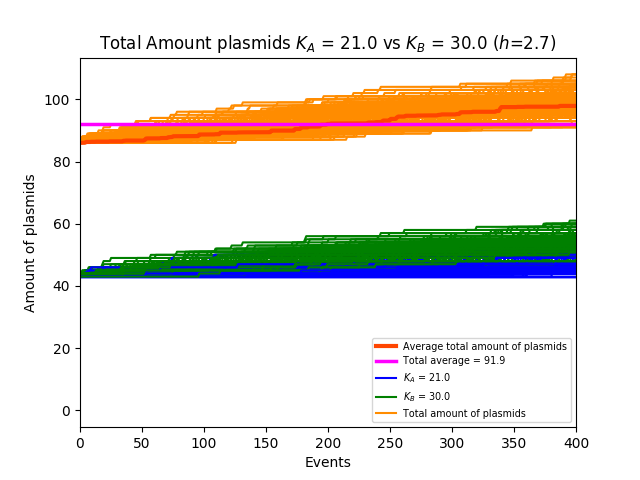 Total Amount plasmids K_A = 21.0 vs K_B = 30.0 (h=2.7)
Amount of plasmids
100
80
60
40
20
0
0 50 100 150 200 250 300 350 400
Events
Average total amount of plasmids
Total average = 91.9
K_A = 21.0
K_B = 30.0
Total amount of plasmids